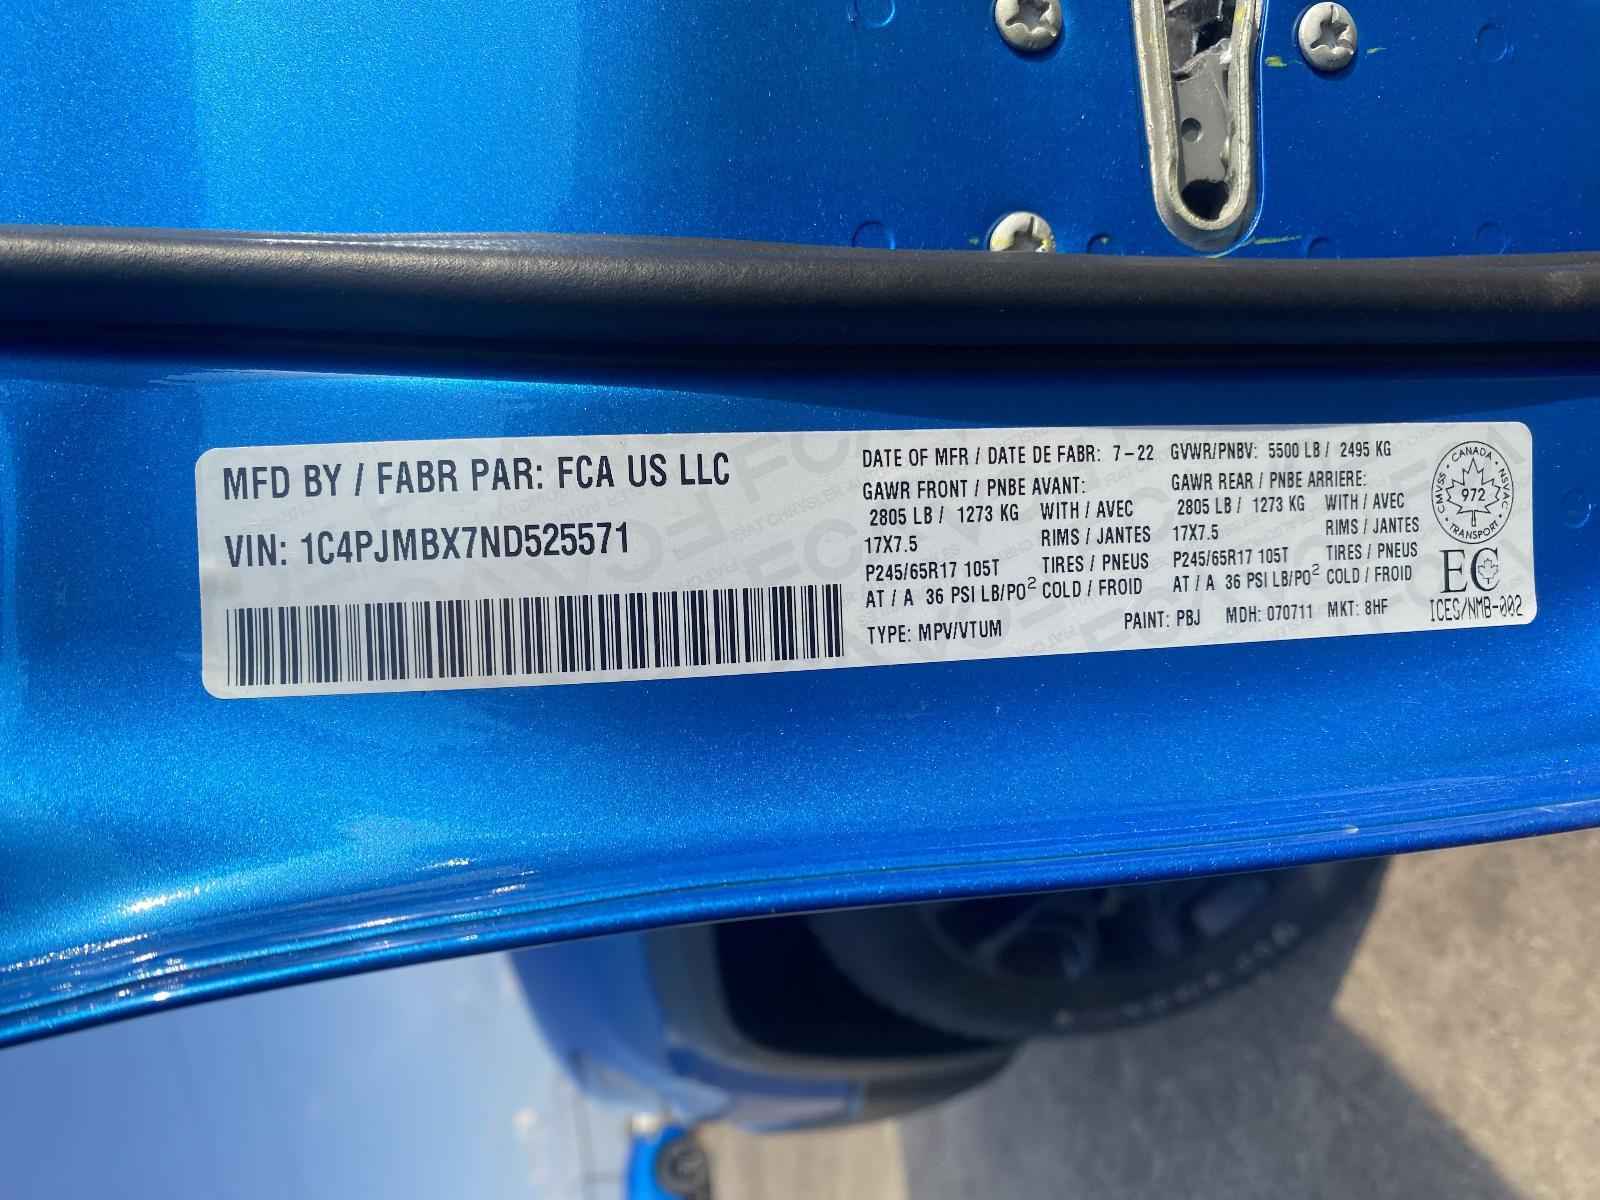 MFD BY / FABR PAR: FCA US LLC
VIN: 1C4PJMBX7ND525571
DATE OF MFR / DATE DE FABR: 7-22 GVWR/PNBV: 5500 LB / 2495 KG
GAWR FRONT / PNBE AVANT:
2805 LB / 1273 KG WITH / AVEC
17X7.5 RIMS / JANTES
P245/65R17 105T TIRES / PNEUS
AT / A 36 PSI LB/PO² COLD / FROID
GAWR REAR / PNBE ARRIERE:
2805 LB / 1273 KG WITH / AVEC
17X7.5 RIMS / JANTES
P245/65R17 105T TIRES / PNEUS
AT / A 36 PSI LB/PO² COLD / FROID
TYPE: MPV/VTUM PAINT: PBJ MDH: 070711 MKT: 8HF
CMVSS • CANADA • NSVAC • TRANSPORT •
972
EC
ICES/NMB-002